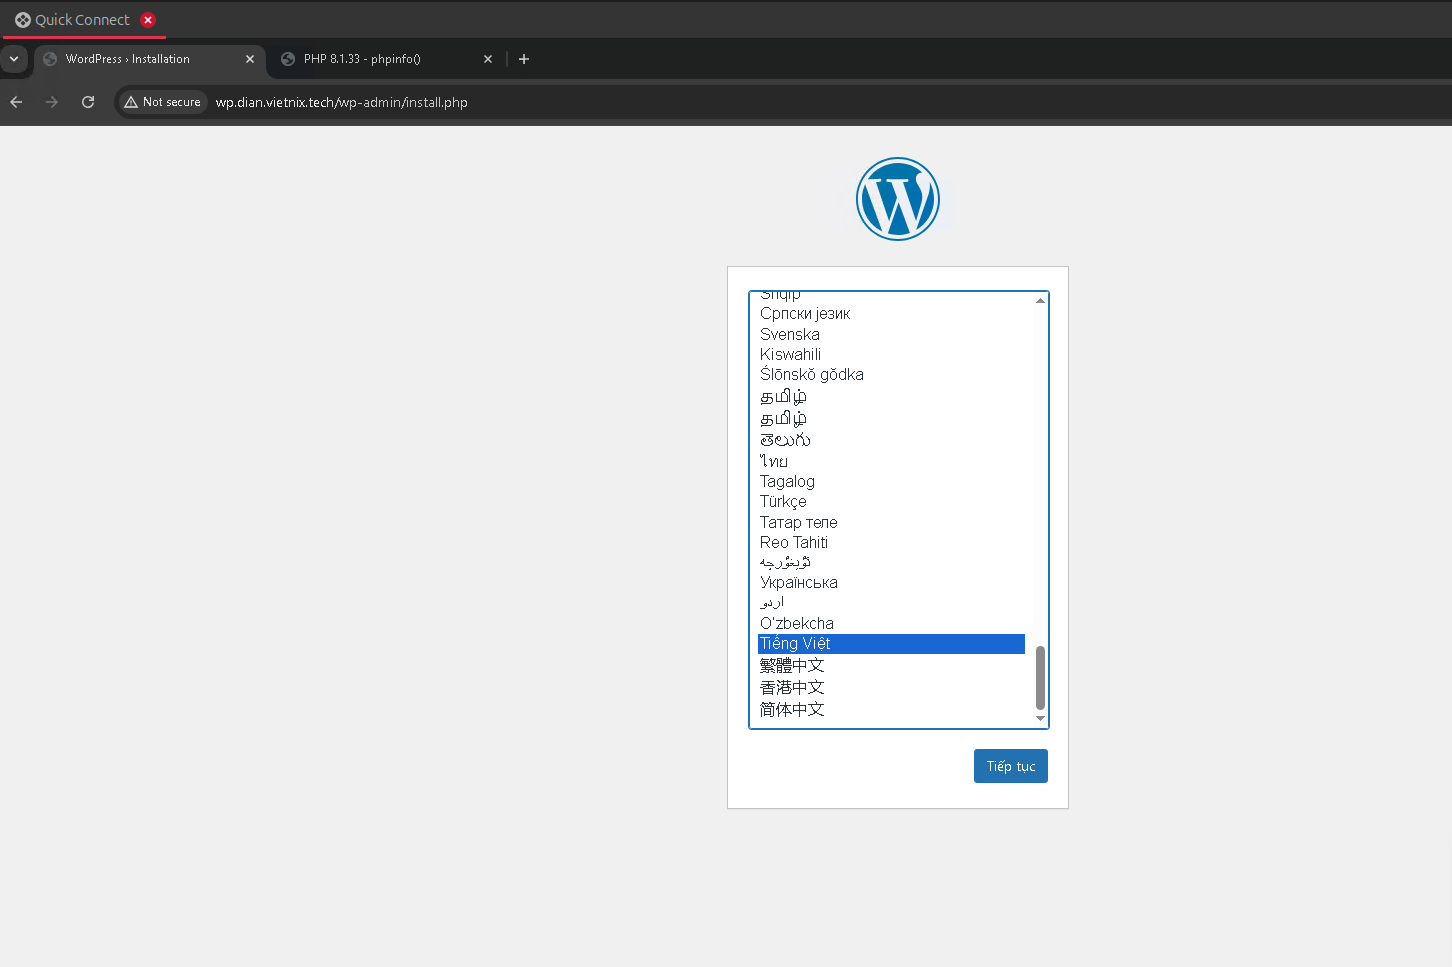 Quick Connect
WordPress › Installation
PHP 8.1.33 - phpinfo()
Not secure
wp.dian.vietnix.tech/wp-admin/install.php
Shqip
Српски језик
Svenska
Kiswahili
Ślōnskŏ gŏdka
தமிழ்
தமிழ்
తెలుగు
ไทย
Tagalog
Türkçe
Татар теле
Reo Tahiti
ئۇيغۇرچە
Українська
اردو
O‘zbekcha
Tiếng Việt
繁體中文
香港中文
简体中文
Tiếp tục